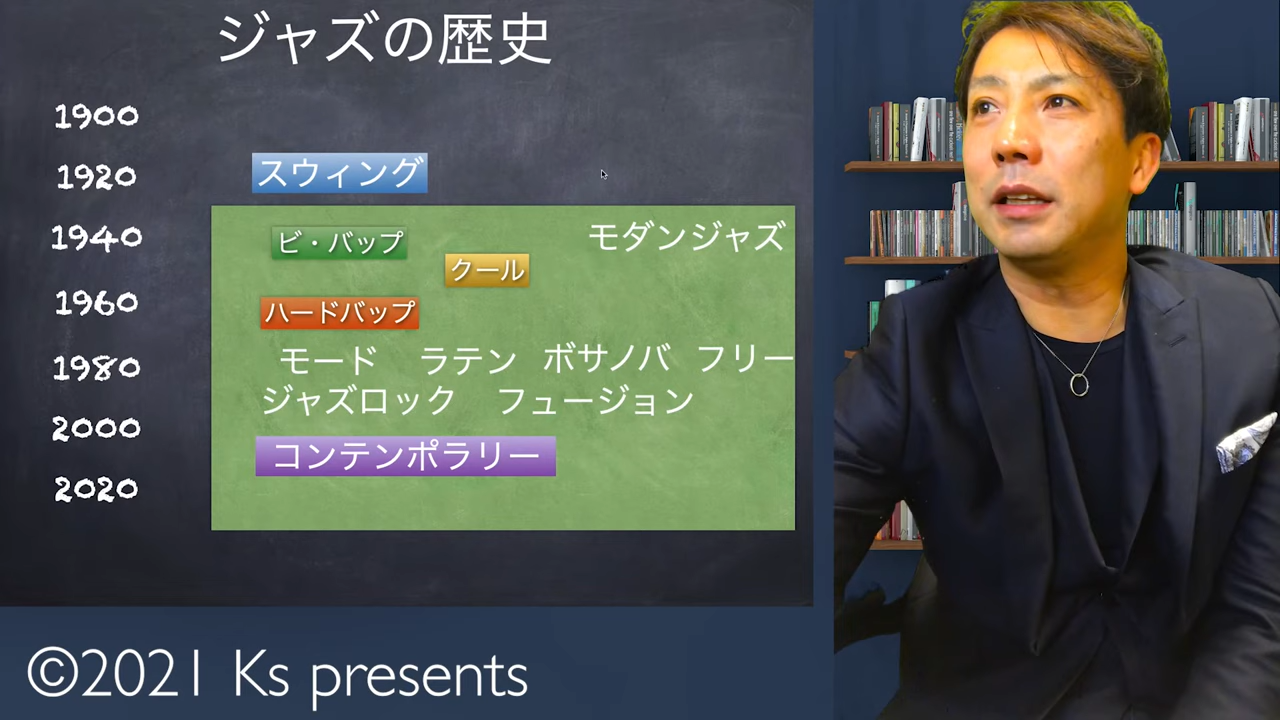 ジャズの歴史
1900
1920
スウィング
1940
ビ・バップ
モダンジャズ
クール
1960
ハードバップ
1980
モード ラテン ボサノバ フリー
ジャズロック フュージョン
2000
コンテンポラリー
2020
©2021 Ks presents